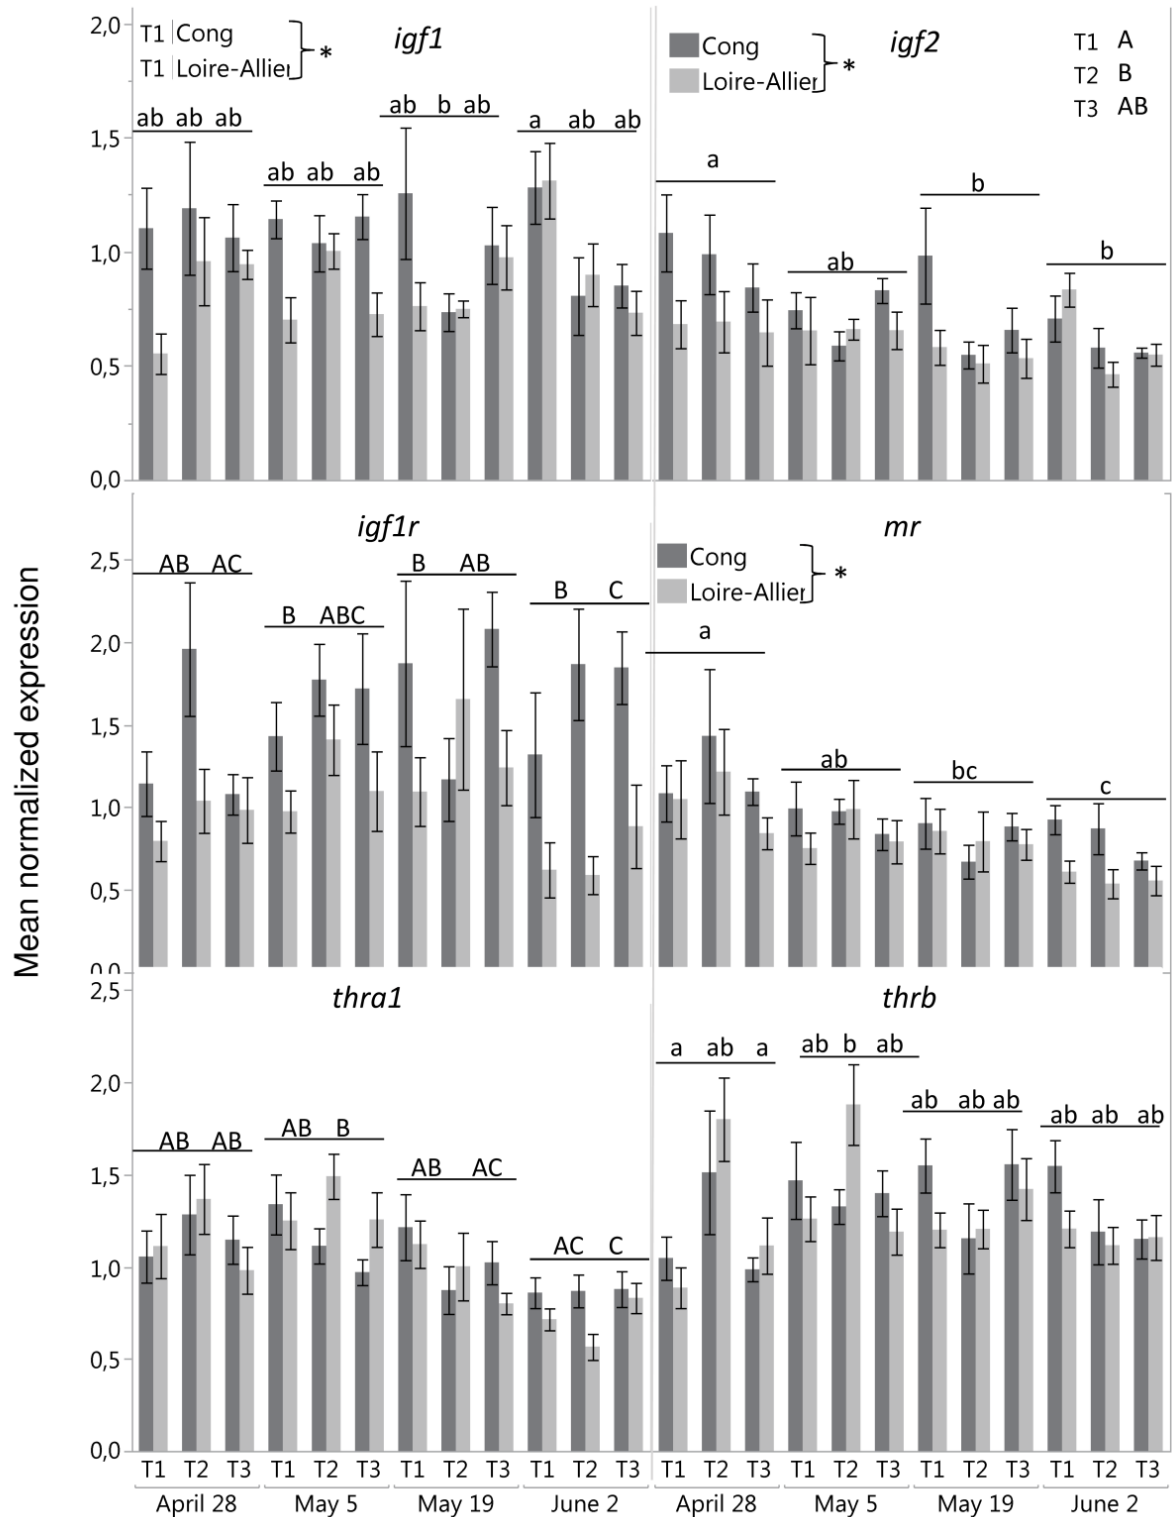 Mean normalized expression
2,0
1,5
1,0
0,5
0,0
T1 Cong
T1 Loire-Allier
*
igf1
ab ab ab
ab ab ab
ab b ab
a ab ab
Cong
Loire-Allier
*
igf2
T1 A
T2 B
T3 AB
a
ab
b
b
igf1r
2,5
2,0
1,5
1,0
0,5
0,0
AB AC
B ABC
B AB
B C
mr
Cong
Loire-Allier
*
a
ab
bc
c
thra1
2,5
2,0
1,5
1,0
0,5
0,0
AB AB
AB B
AB AC
AC C
thrb
a ab a
ab b ab
ab ab ab
ab ab ab
T1 T2 T3 T1 T2 T3 T1 T2 T3 T1 T2 T3 T1 T2 T3 T1 T2 T3 T1 T2 T3 T1 T2 T3
April 28 May 5 May 19 June 2 April 28 May 5 May 19 June 2